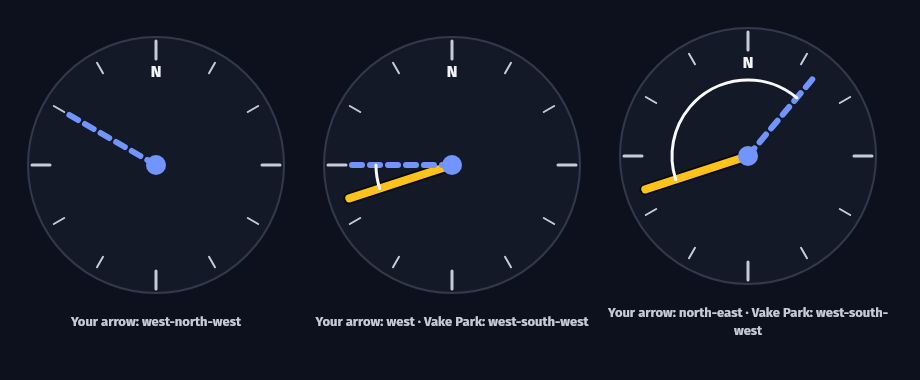 N
N
N
Your arrow: west-north-west
Your arrow: west · Vake Park: west-south-west
Your arrow: north-east · Vake Park: west-south-
west